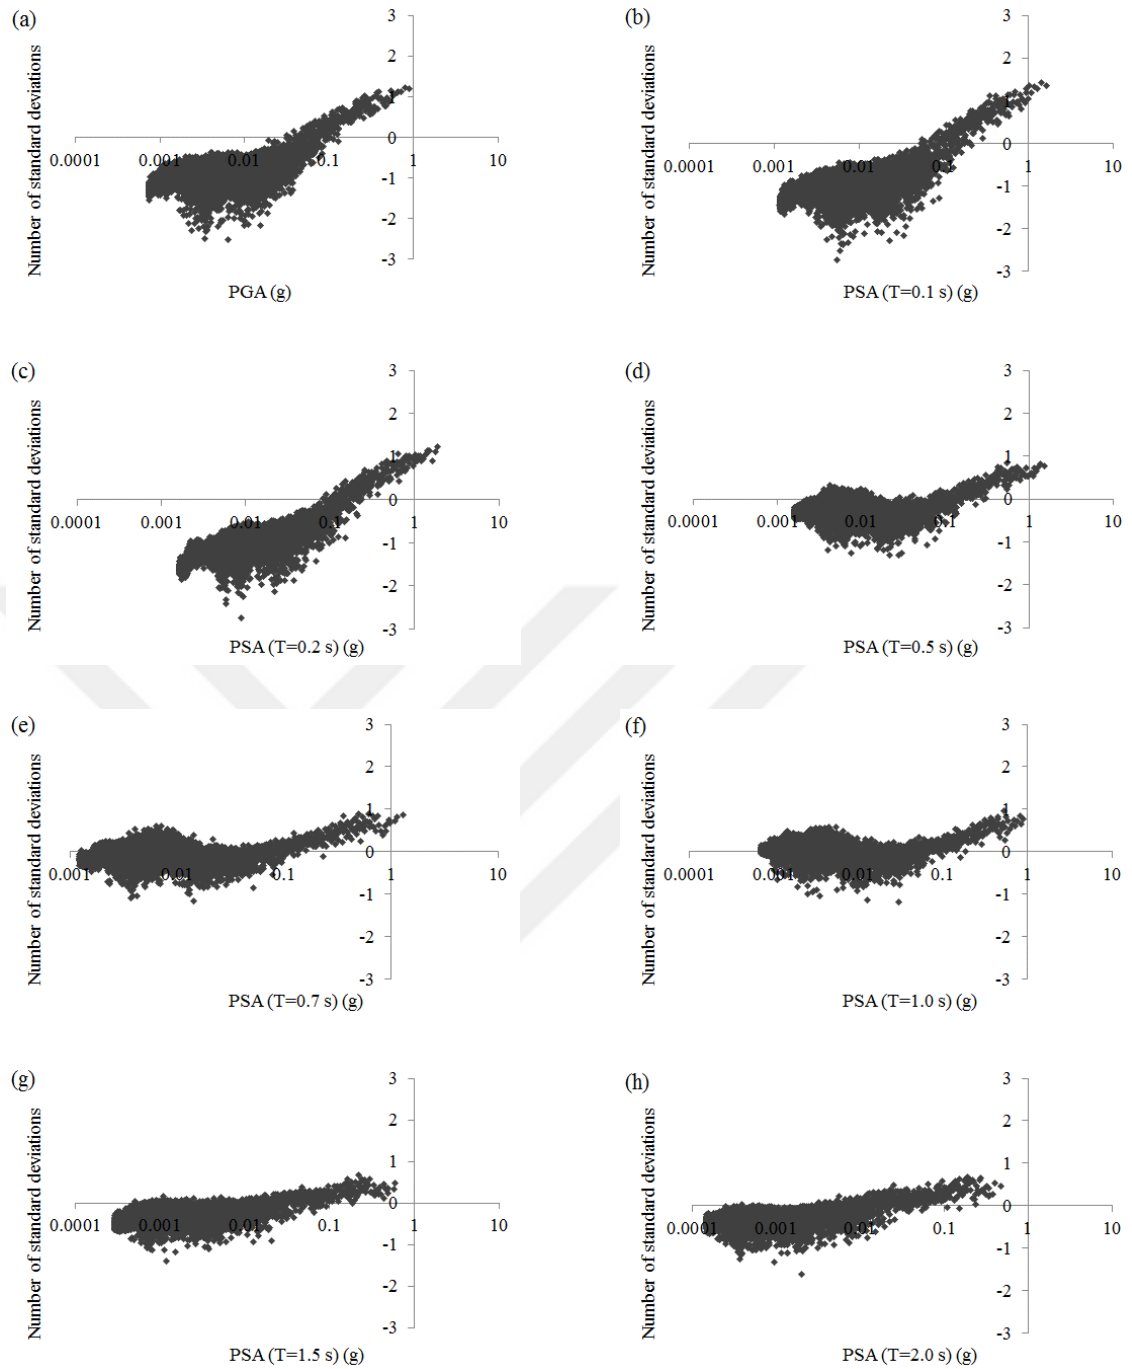 (a)
Number of standard deviations
3
2
1
0
-1
-2
-3
0.0001 0.001 0.01 0.1 1 10
PGA (g)
(b)
Number of standard deviations
3
2
1
0
-1
-2
-3
0.0001 0.001 0.01 0.1 1 10
PSA (T=0.1 s) (g)
(c)
Number of standard deviations
3
2
1
0
-1
-2
-3
0.0001 0.001 0.01 0.1 1 10
PSA (T=0.2 s) (g)
(d)
Number of standard deviations
3
2
1
0
-1
-2
-3
0.0001 0.001 0.01 0.1 1 10
PSA (T=0.5 s) (g)
(e)
Number of standard deviations
3
2
1
0
-1
-2
-3
0.001 0.01 0.1 1 10
PSA (T=0.7 s) (g)
(f)
Number of standard deviations
3
2
1
0
-1
-2
-3
0.0001 0.001 0.01 0.1 1 10
PSA (T=1.0 s) (g)
(g)
Number of standard deviations
3
2
1
0
-1
-2
-3
0.0001 0.001 0.01 0.1 1 10
PSA (T=1.5 s) (g)
(h)
Number of standard deviations
3
2
1
0
-1
-2
-3
0.0001 0.001 0.01 0.1 1 10
PSA (T=2.0 s) (g)